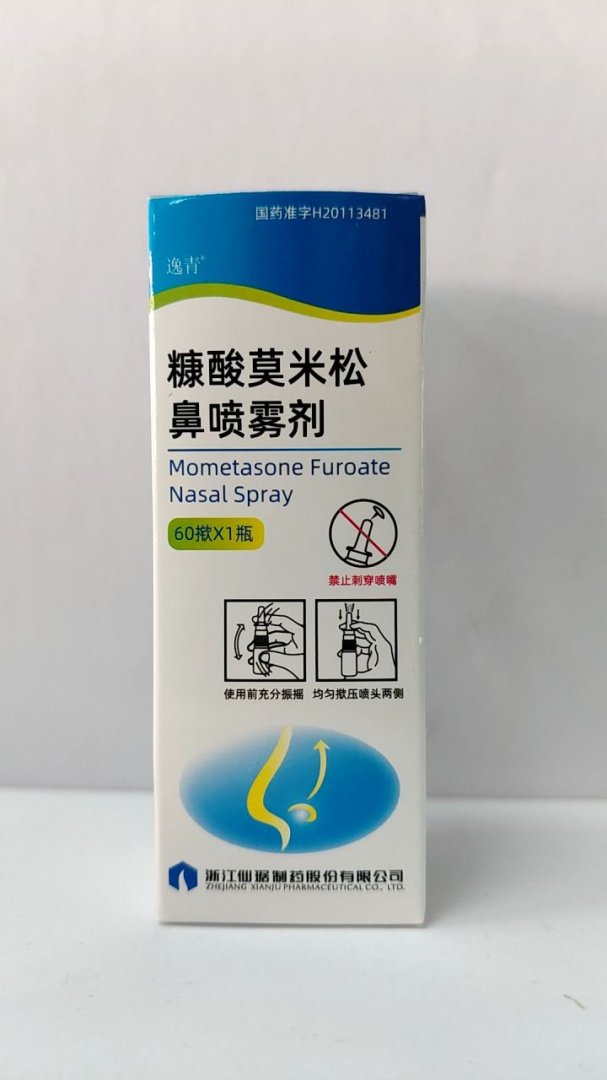 国药准字H20113481
逸青®
糠酸莫米松
鼻喷雾剂
Mometasone Furoate
Nasal Spray
60揿X1瓶
禁止刺穿喷嘴
使用前充分振摇 均匀揿压喷头两侧
浙江仙琚制药股份有限公司
ZHEJIANG XIANJU PHARMACEUTICAL CO., LTD.